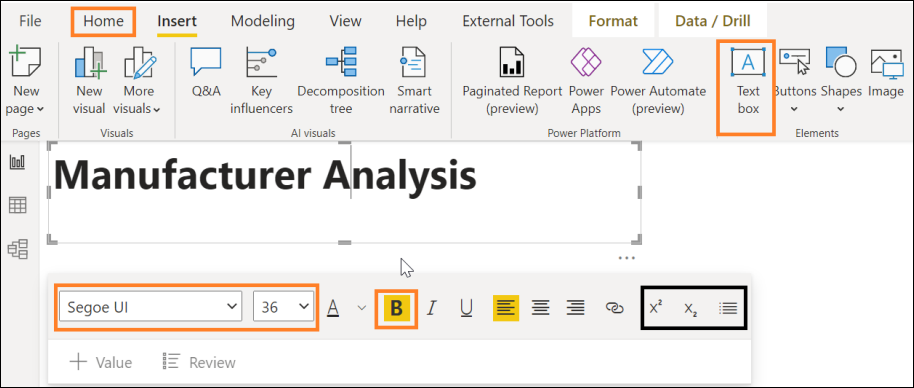 File Home Insert Modeling View Help External Tools Format Data / Drill
New page New visual More visuals Q&A Key influencers Decomposition tree Smart narrative Paginated Report (preview) Power Apps Power Automate (preview) A Text box Buttons Shapes Image
Pages Visuals AI visuals Power Platform Elements
Manufacturer Analysis
Segoe UI 36 A B I U x² x₂
+ Value Review